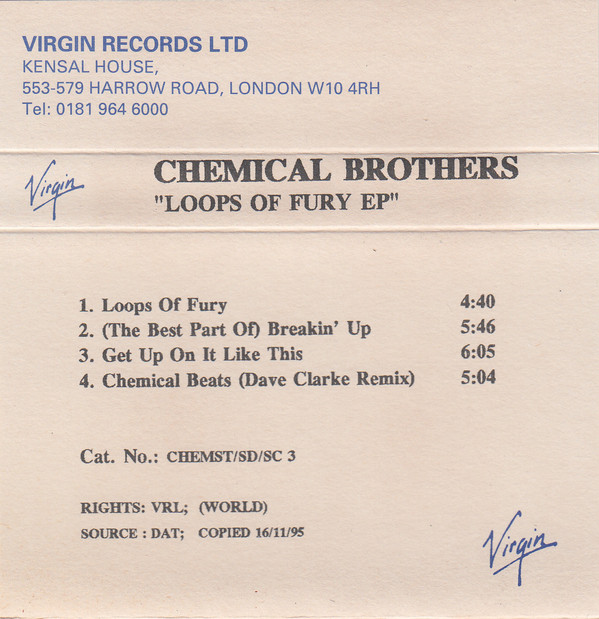 VIRGIN RECORDS LTD
KENSAL HOUSE,
553-579 HARROW ROAD, LONDON W10 4RH
Tel: 0181 964 6000
Virgin
CHEMICAL BROTHERS
"LOOPS OF FURY EP"
1. Loops Of Fury 4:40
2. (The Best Part Of) Breakin' Up 5:46
3. Get Up On It Like This 6:05
4. Chemical Beats (Dave Clarke Remix) 5:04
Cat. No.: CHEMST/SD/SC 3
RIGHTS: VRL; (WORLD)
SOURCE : DAT; COPIED 16/11/95
Virgin